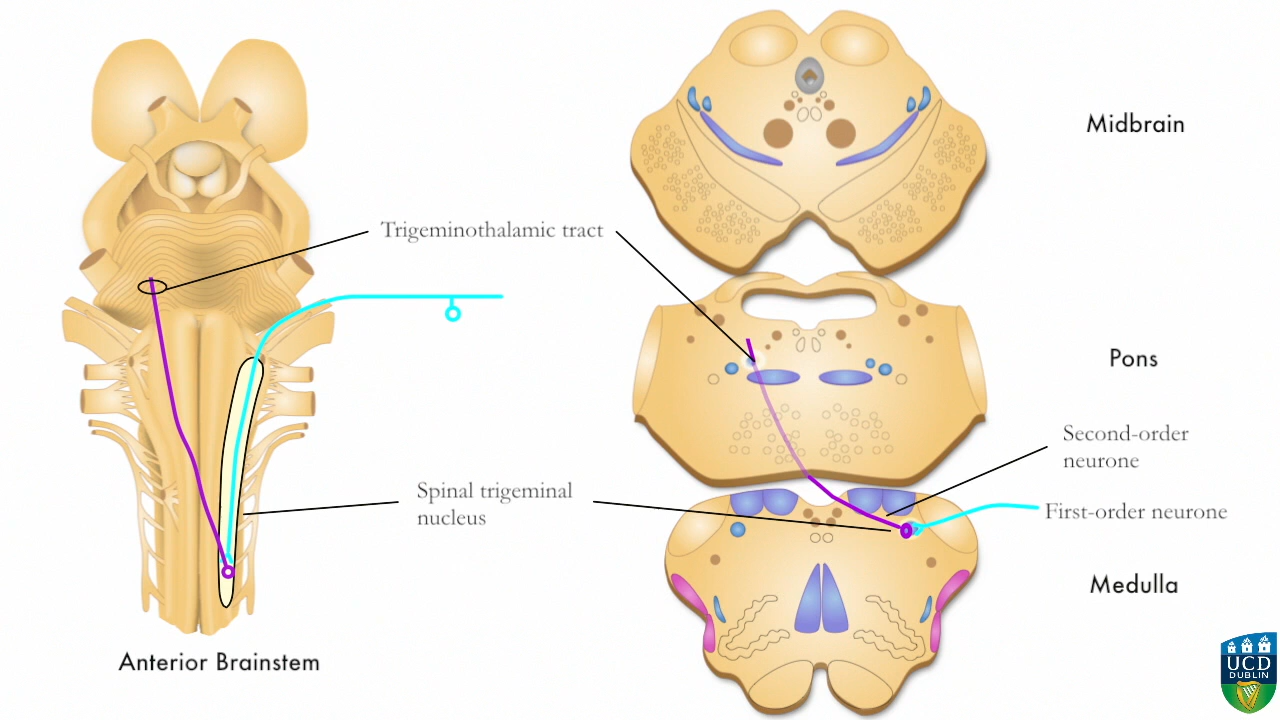 Midbrain
Trigeminothalamic tract
Pons
Second-order
neurone
Spinal trigeminal
nucleus
First-order neurone
Medulla
Anterior Brainstem
UCD
DUBLIN